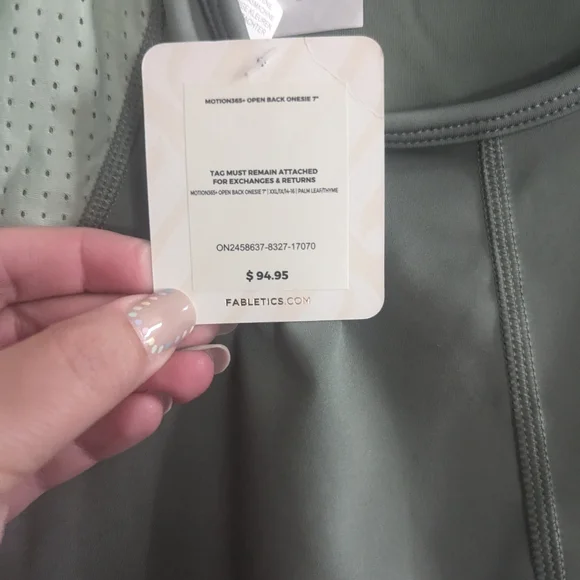 MOTION365+ OPEN BACK ONESIE 7"
TAG MUST REMAIN ATTACHED
FOR EXCHANGES & RETURNS
MOTION365+ OPEN BACK ONESIE 7" | XXL/1X/14-16 | PALM LEAF/THYME
ON2458637-8327-17070
$ 94.95
FABLETICS.COM